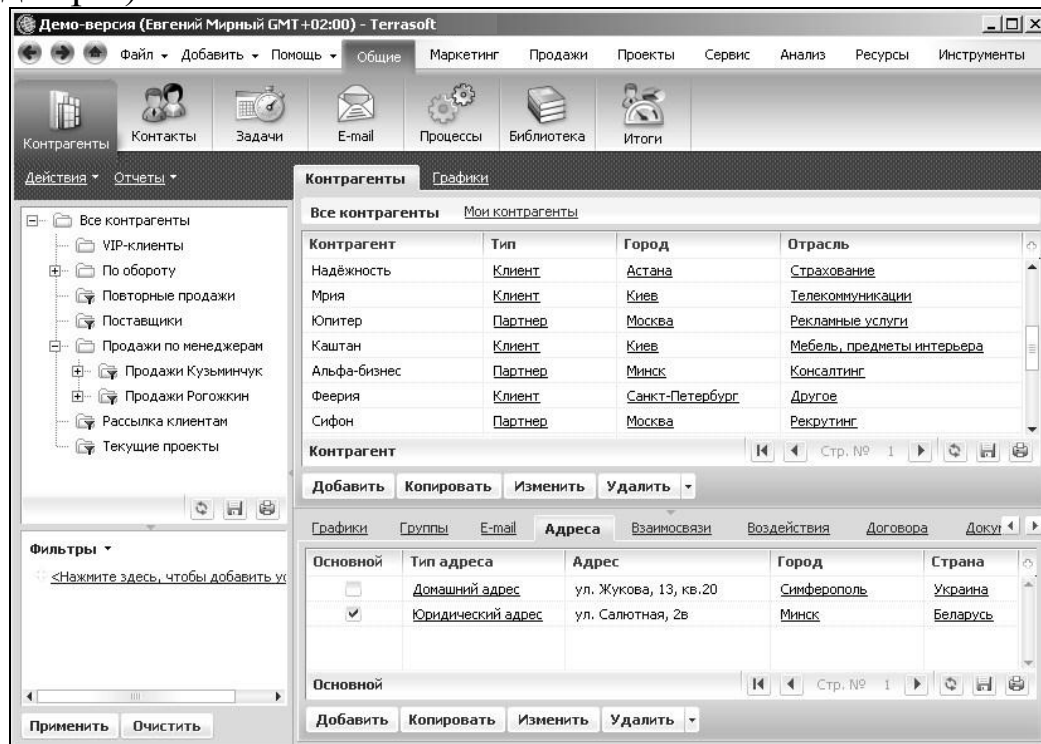 Демо-версия (Евгений Мирный GMT+02:00) - Terrasoft
Файл Добавить Помощь Общие Маркетинг Продажи Проекты Сервис Анализ Ресурсы Инструменты
Контрагенты Контакты Задачи E-mail Процессы Библиотека Итоги
Действия Отчеты
Все контрагенты
VIP-клиенты
По обороту
Повторные продажи
Поставщики
Продажи по менеджерам
Продажи Кузьминчук
Продажи Рогожкин
Рассылка клиентам
Текущие проекты
Фильтры
<Нажмите здесь, чтобы добавить ус
Применить Очистить
Контрагенты Графики
Все контрагенты Мои контрагенты
Контрагент Тип Город Отрасль
Надёжность Клиент Астана Страхование
Мрия Клиент Киев Телекоммуникации
Юпитер Партнер Москва Рекламные услуги
Каштан Клиент Киев Мебель, предметы интерьера
Альфа-бизнес Партнер Минск Консалтинг
Феерия Клиент Санкт-Петербург Другое
Сифон Партнер Москва Рекрутинг
Контрагент Стр. № 1
Добавить Копировать Изменить Удалить
Графики Группы E-mail Адреса Взаимосвязи Воздействия Договора Докум
Основной Тип адреса Адрес Город Страна
Домашний адрес ул. Жукова, 13, кв.20 Симферополь Украина
Юридический адрес ул. Салютная, 2в Минск Беларусь
Основной Стр. № 1
Добавить Копировать Изменить Удалить